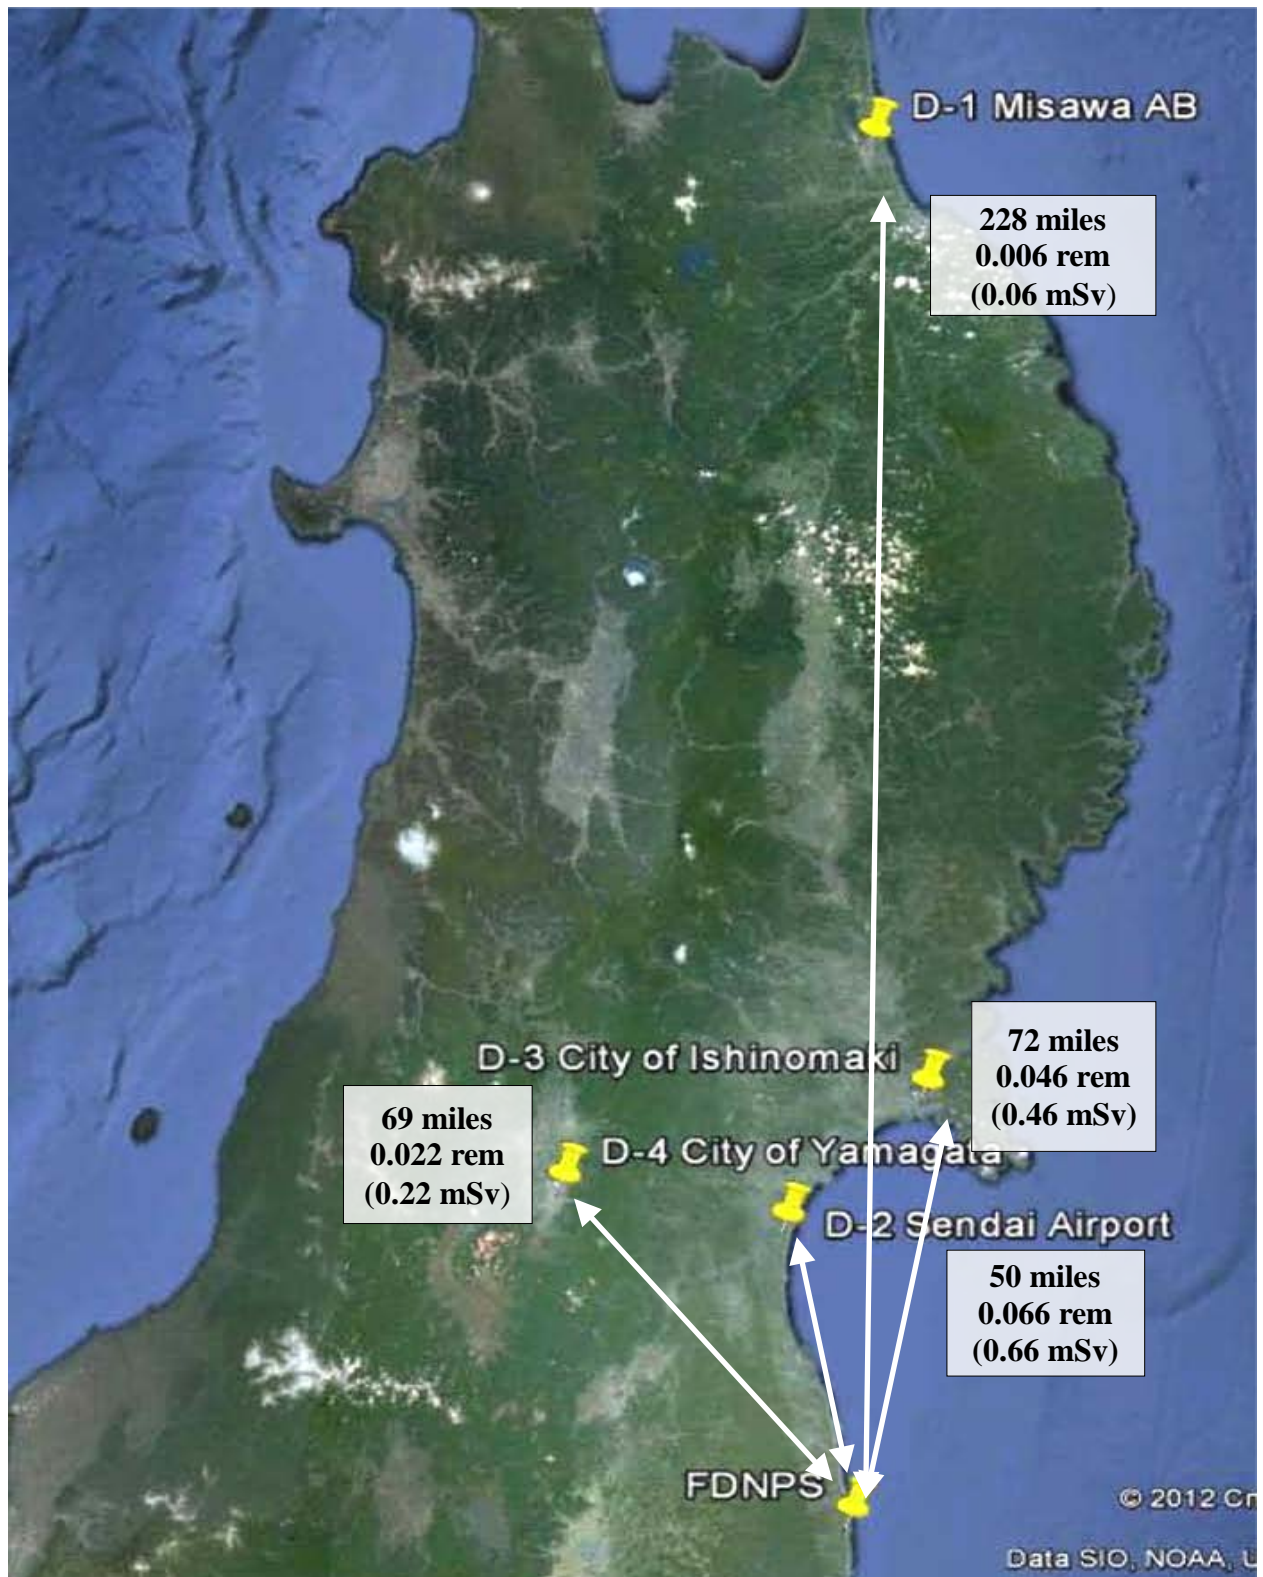 D-1 Misawa AB
228 miles
0.006 rem
(0.06 mSv)
D-3 City of Ishinomaki
72 miles
0.046 rem
(0.46 mSv)
69 miles
0.022 rem
(0.22 mSv)
D-4 City of Yamagata
D-2 Sendai Airport
50 miles
0.066 rem
(0.66 mSv)
FDNPS
© 2012 Cn
Data SIO, NOAA, U